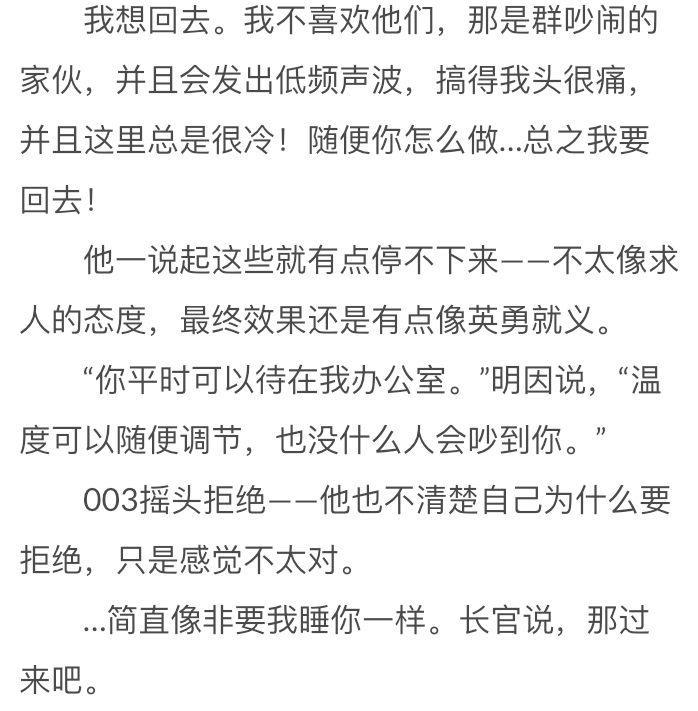 我想回去。我不喜欢他们，那是群吵闹的
家伙，并且会发出低频声波，搞得我头很痛，
并且这里总是很冷！随便你怎么做…总之我要
回去！
他一说起这些就有点停不下来——不太像求
人的态度，最终效果还是有点像英勇就义。
“你平时可以待在我办公室。”明因说，“温
度可以随便调节，也没什么人会吵到你。”
003摇头拒绝——他也不清楚自己为什么要
拒绝，只是感觉不太对。
…简直像非要我睡你一样。长官说，那过
来吧。